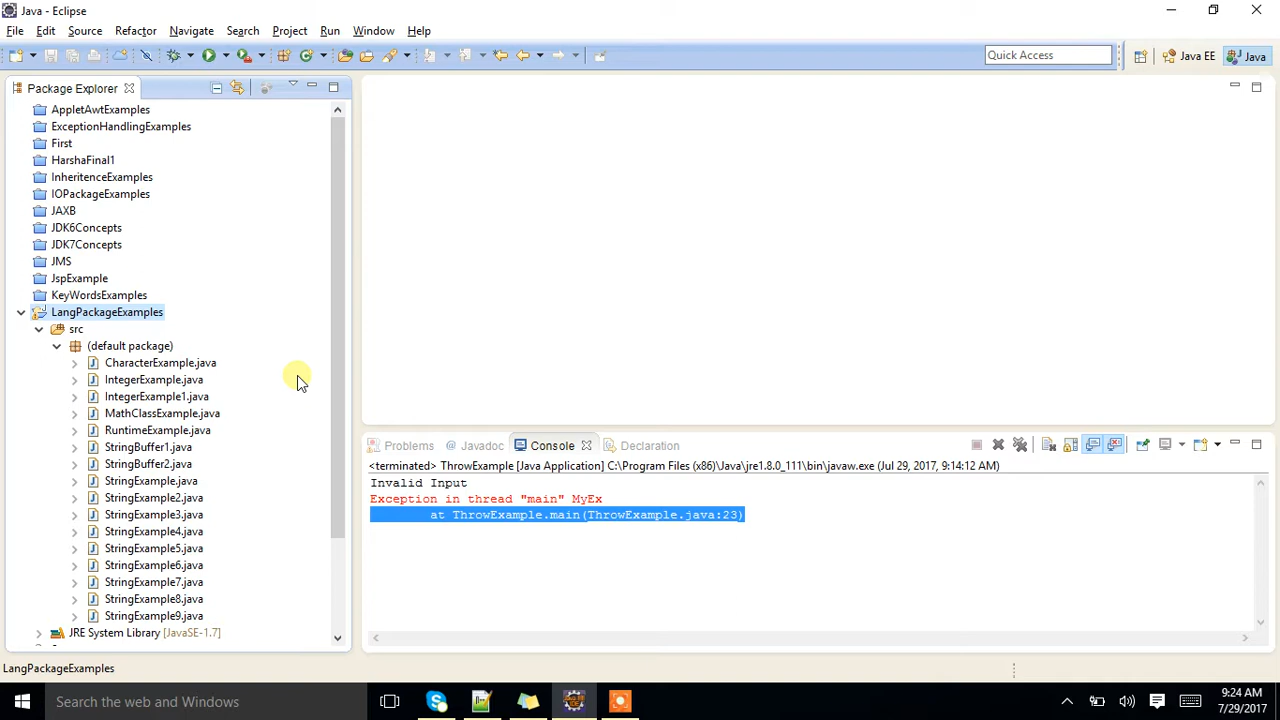 Java - Eclipse
File Edit Source Refactor Navigate Search Project Run Window Help
Quick Access
Java EE
Java
Package Explorer
AppletAwtExamples
ExceptionHandlingExamples
First
HarshaFinal1
InheritenceExamples
IOPackageExamples
JAXB
JDK6Concepts
JDK7Concepts
JMS
JspExample
KeyWordsExamples
LangPackageExamples
src
(default package)
CharacterExample.java
IntegerExample.java
IntegerExample1.java
MathClassExample.java
RuntimeExample.java
StringBuffer1.java
StringBuffer2.java
StringExample.java
StringExample2.java
StringExample3.java
StringExample4.java
StringExample5.java
StringExample6.java
StringExample7.java
StringExample8.java
StringExample9.java
JRE System Library [JavaSE-1.7]
Problems Javadoc Console Declaration
<terminated> ThrowExample [Java Application] C:\Program Files (x86)\Java\jre1.8.0_111\bin\javaw.exe (Jul 29, 2017, 9:14:12 AM)
Invalid Input
Exception in thread "main" MyEx
at ThrowExample.main(ThrowExample.java:23)
LangPackageExamples
Search the web and Windows
9:24 AM
7/29/2017